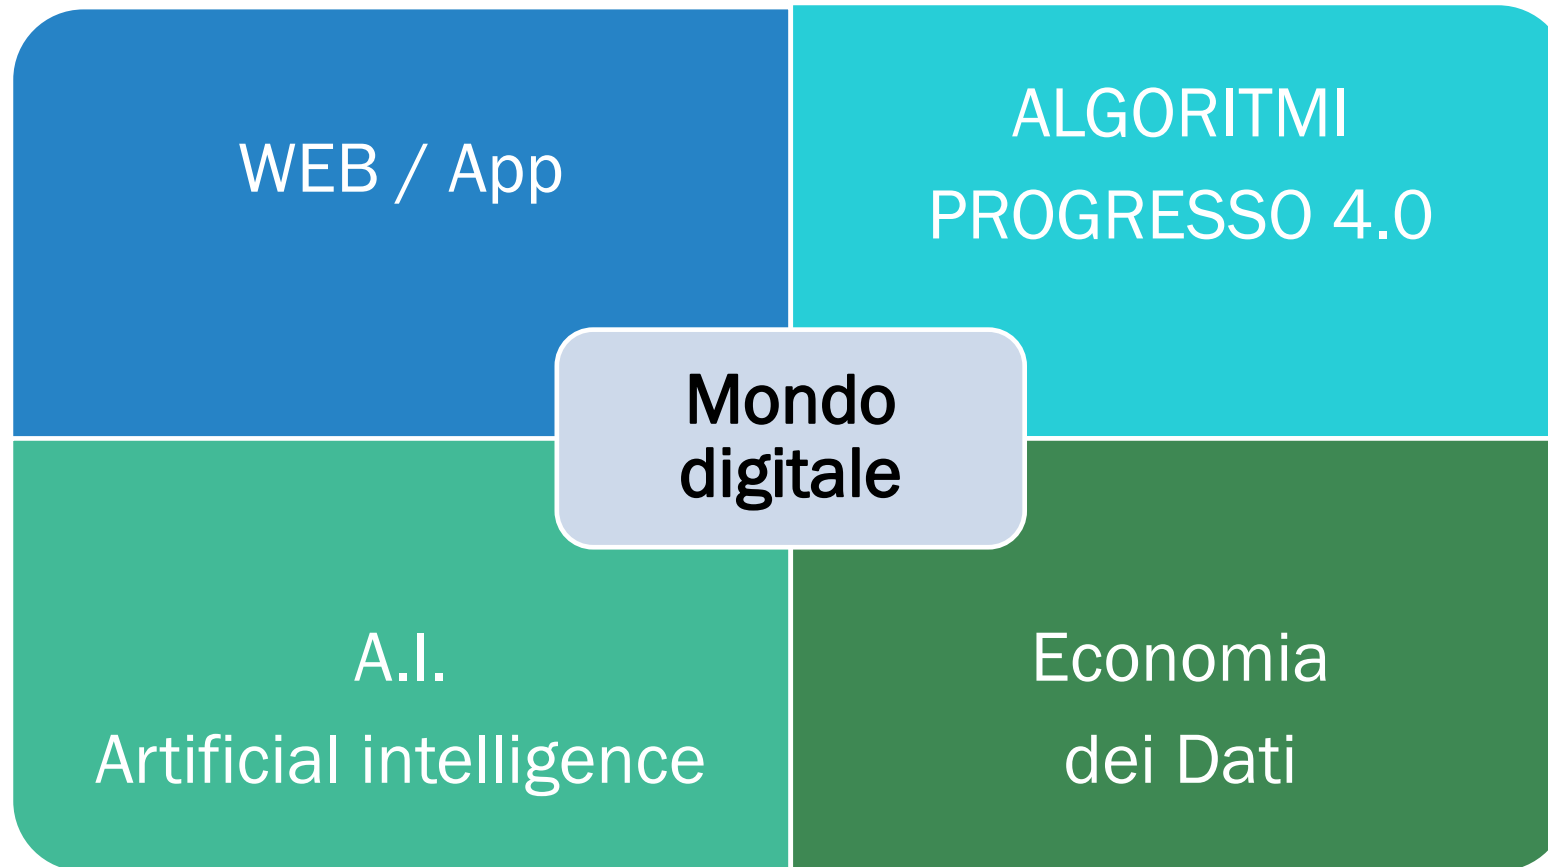 WEB / App
ALGORITMI
PROGRESSO 4.0
Mondo
digitale
A.I.
Artificial intelligence
Economia
dei Dati